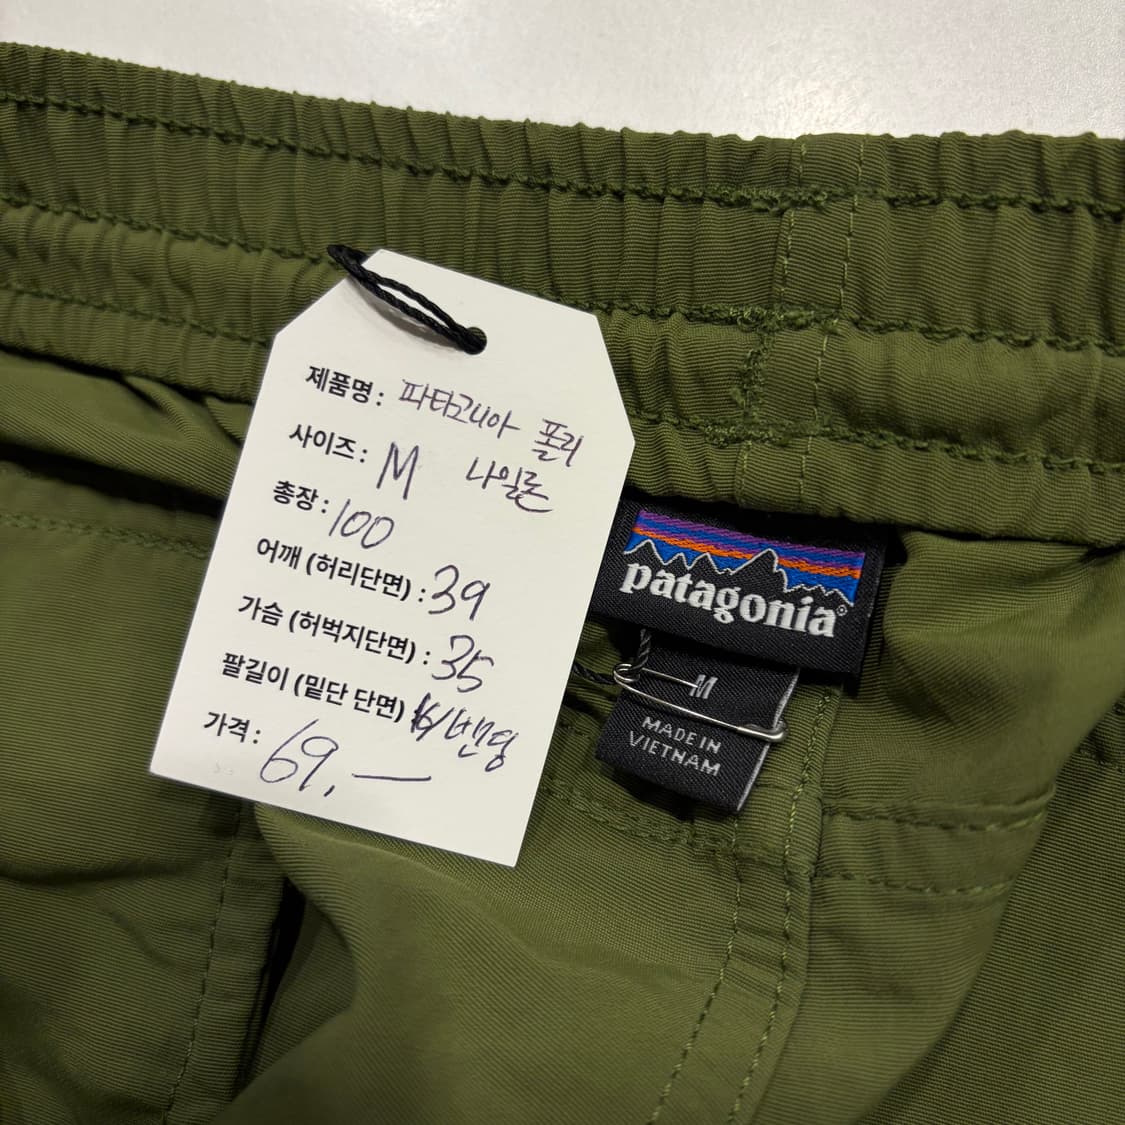 제품명 : 파타고니아 폴리
나일론
사이즈 : M
총장 : 100
어깨 (허리단면) : 39
가슴 (허벅지단면) : 35
팔길이 (밑단 단면) 밴딩
가격 : 69,—
patagonia®
M
MADE IN
VIETNAM